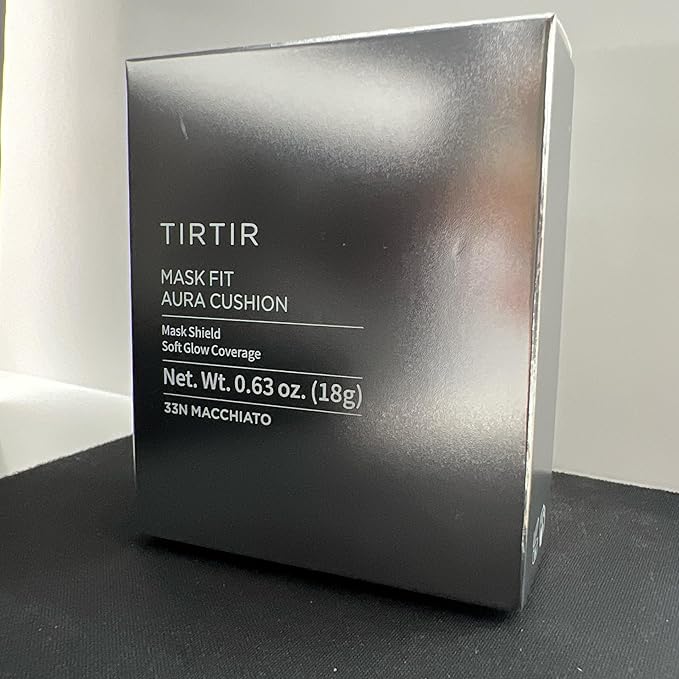 TIRTIR
MASK FIT
AURA CUSHION
Mask Shield
Soft Glow Coverage
Net. Wt. 0.63 oz. (18g)
33N MACCHIATO